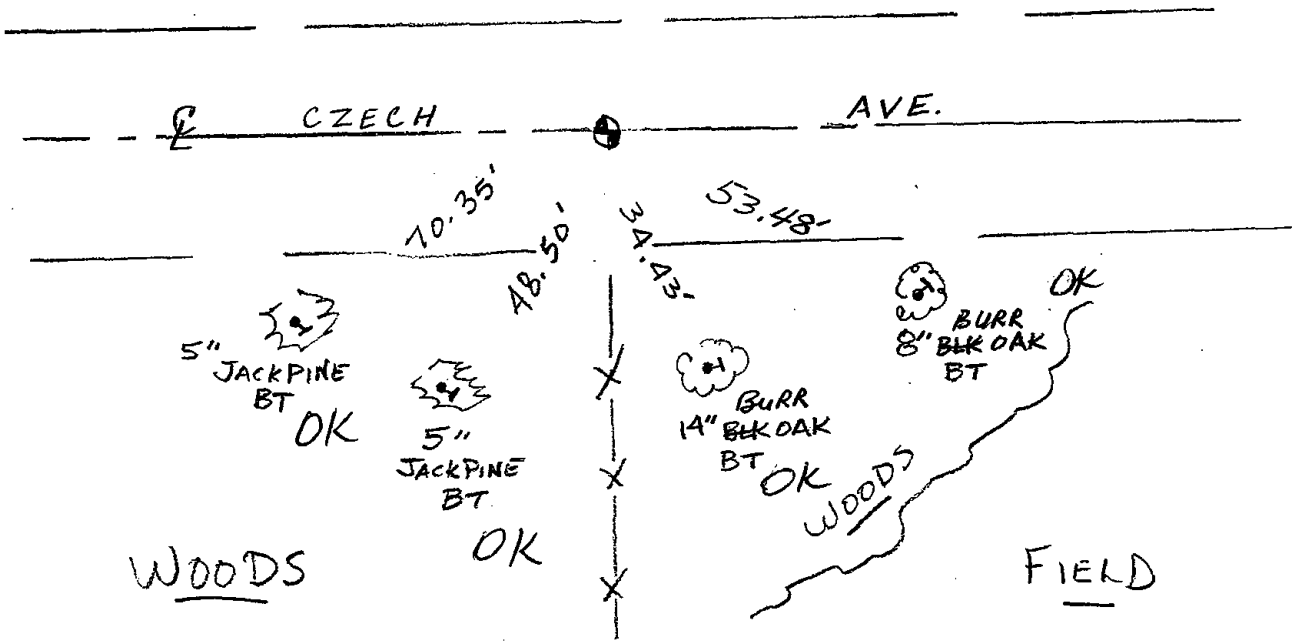 ℄ CZECH AVE.
70.35'
48.50'
34.43'
53.48'
5"
JACKPINE
BT
OK
5"
JACKPINE
BT
OK
BURR
14" BLK OAK
BT
OK
BURR
8" BLK OAK
BT
OK
WOODS
WOODS
FIELD